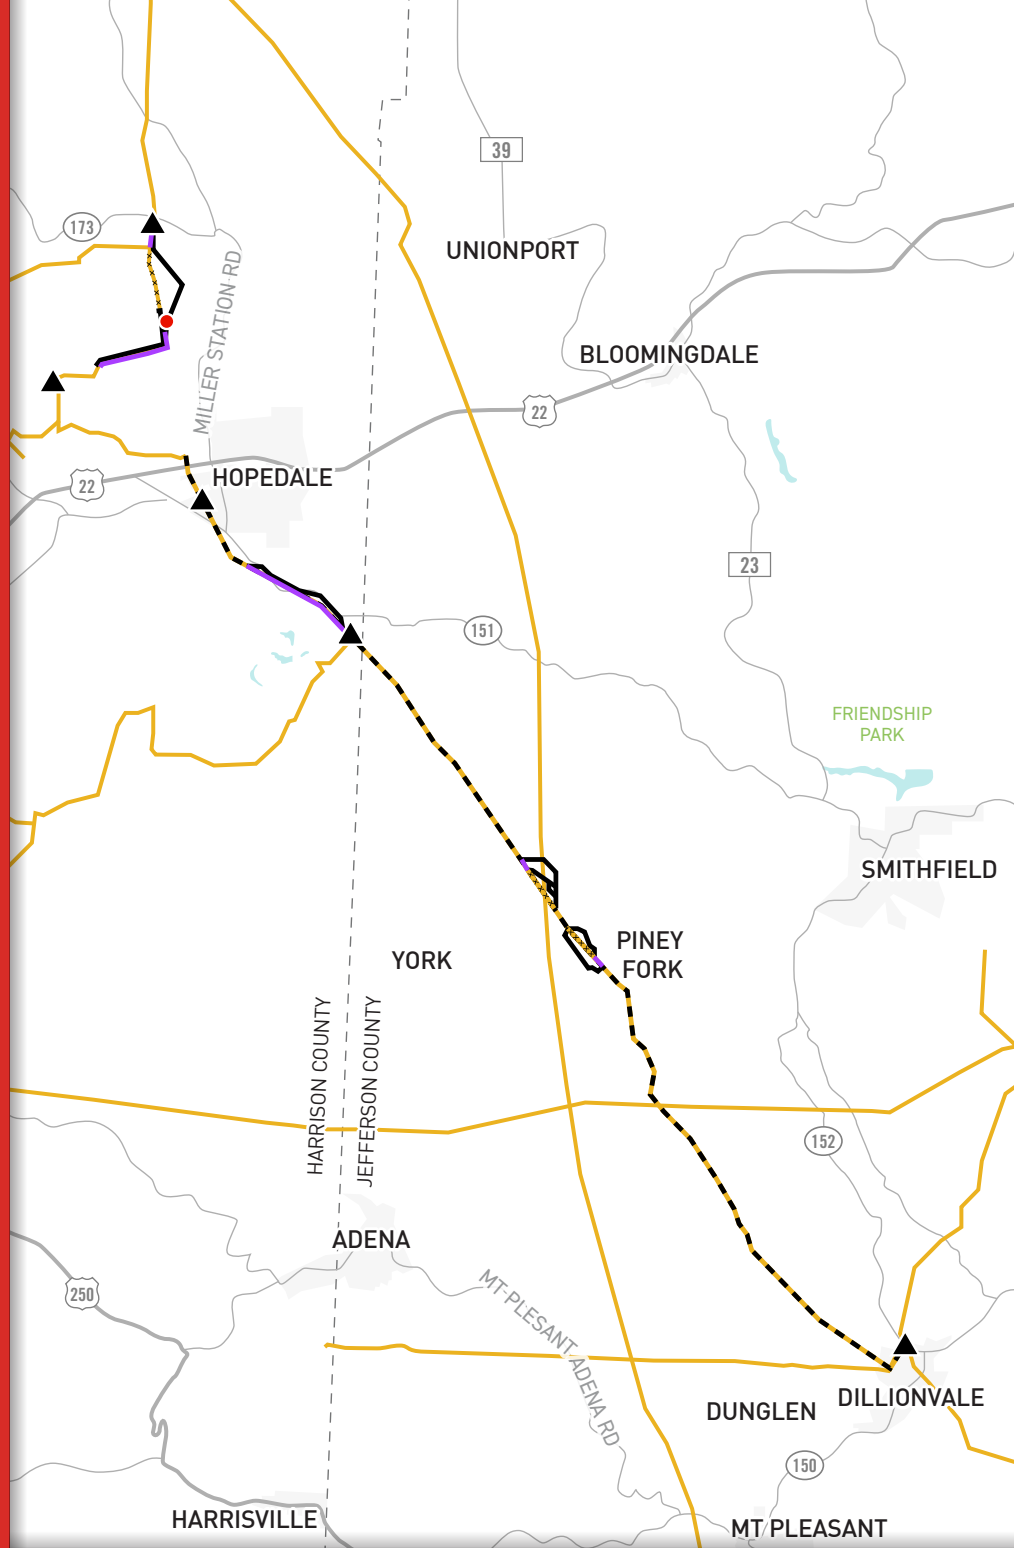 39
173
UNIONPORT
MILLER STATION RD
BLOOMINGDALE
22
HOPEDALE
22
23
151
FRIENDSHIP
PARK
SMITHFIELD
PINEY
FORK
YORK
HARRISON COUNTY
JEFFERSON COUNTY
152
ADENA
250
MT-PLESANT-ADENA RD
DILLIONVALE
DUNGLEN
150
HARRISVILLE
MT PLEASANT